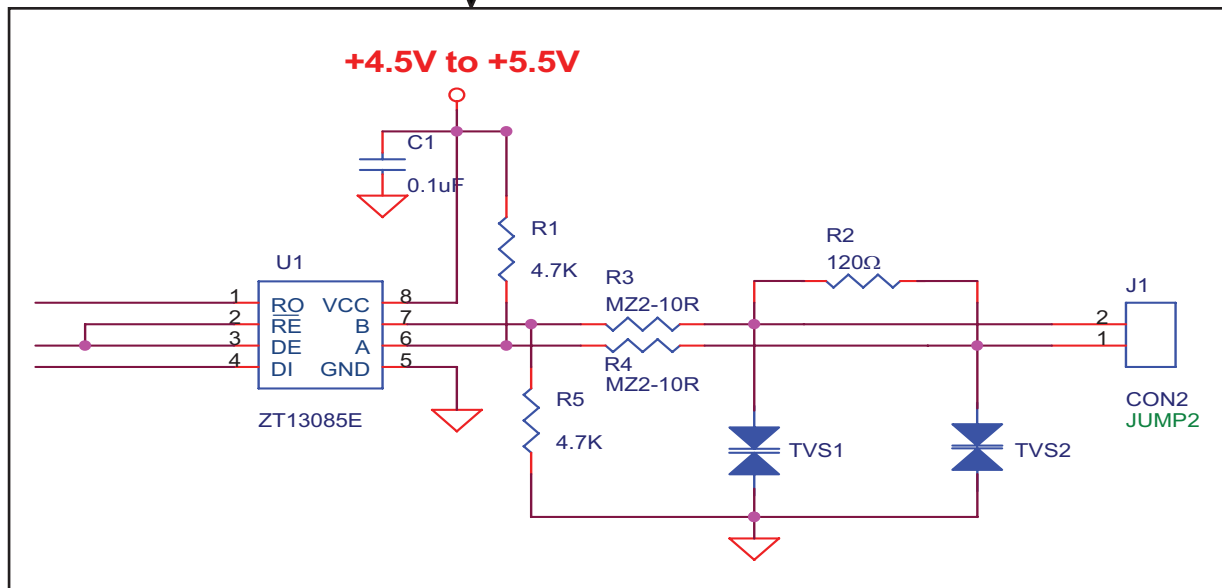 +4.5V to +5.5V
C1
0.1uF
R1
4.7K
R2
120Ω
U1
R3
MZ2-10R
J1
1 RO VCC 8
2 RE B 7
3 DE A 6
4 DI GND 5
2
1
R4
MZ2-10R
ZT13085E
R5
4.7K
CON2
JUMP2
TVS1
TVS2